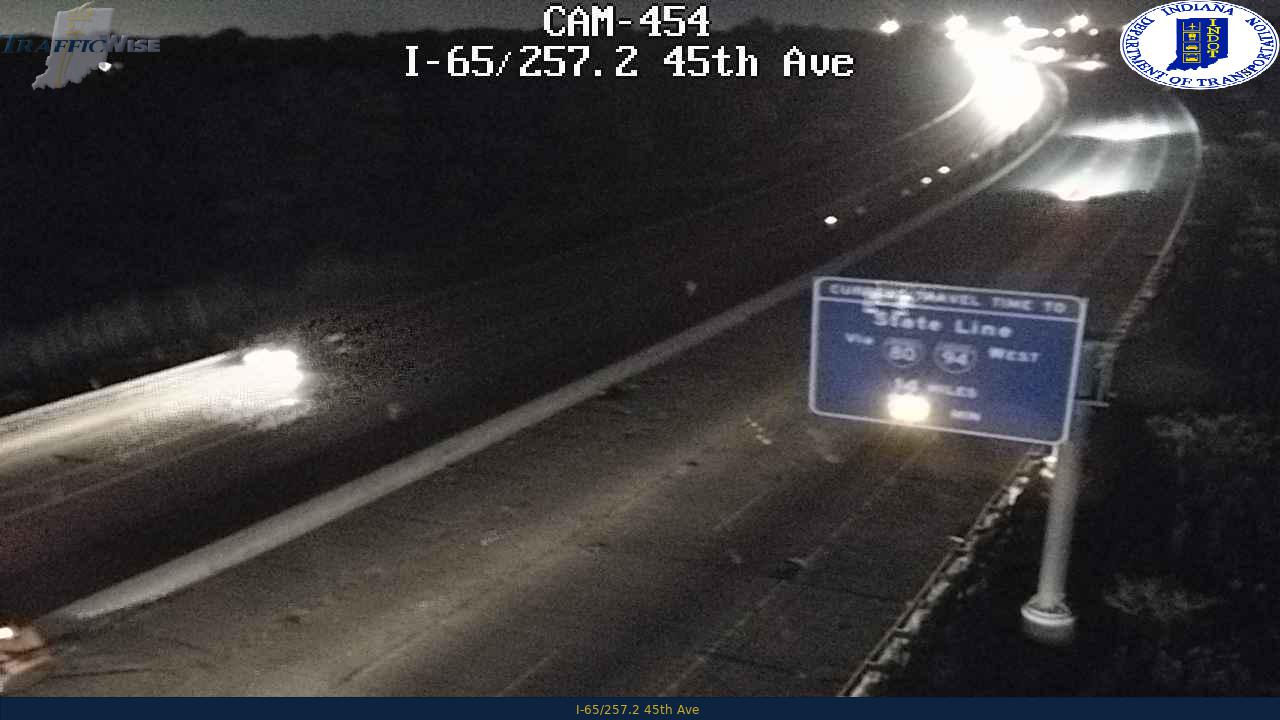 CAM-454
I-65/257.2 45th Ave
TRAFFICWISE
INDIANA
DEPARTMENT OF TRANSPORTATION
INDOT
CURRENT TRAVEL TIME TO
State Line
Via 80 94 WEST
14 MILES
MIN
I-65/257.2 45th Ave